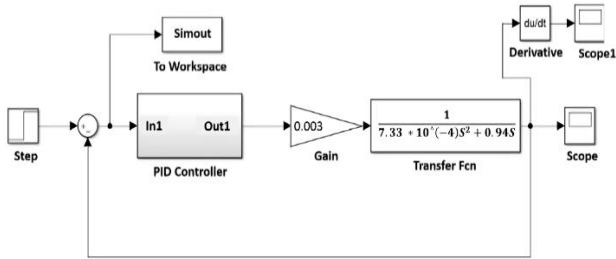 du/dt
Derivative
Scope1
Simout
To Workspace
Step
+
-
In1
Out1
PID Controller
0.003
Gain
1
7.33 * 10^(-4)S² + 0.94S
Transfer Fcn
Scope